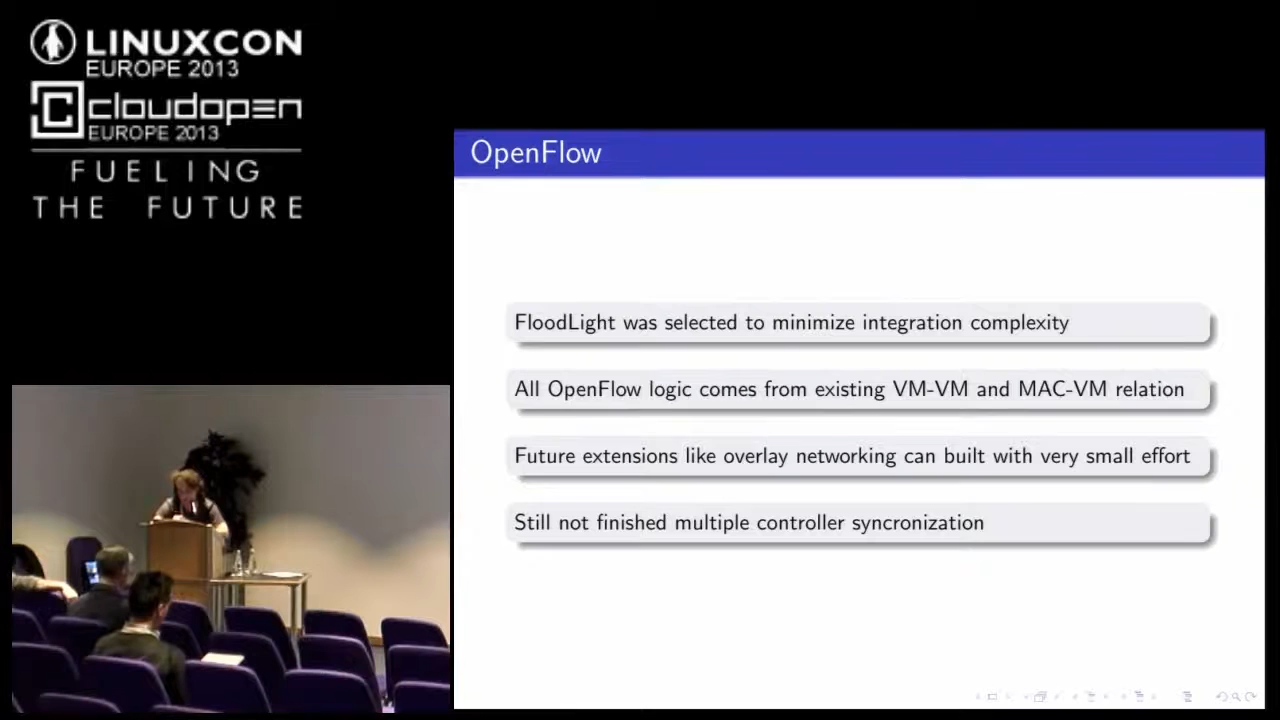 LINUXCON
EUROPE 2013
cloudopen
EUROPE 2013
FUELING
THE FUTURE
OpenFlow
FloodLight was selected to minimize integration complexity
All OpenFlow logic comes from existing VM-VM and MAC-VM relation
Future extensions like overlay networking can built with very small effort
Still not finished multiple controller syncronization